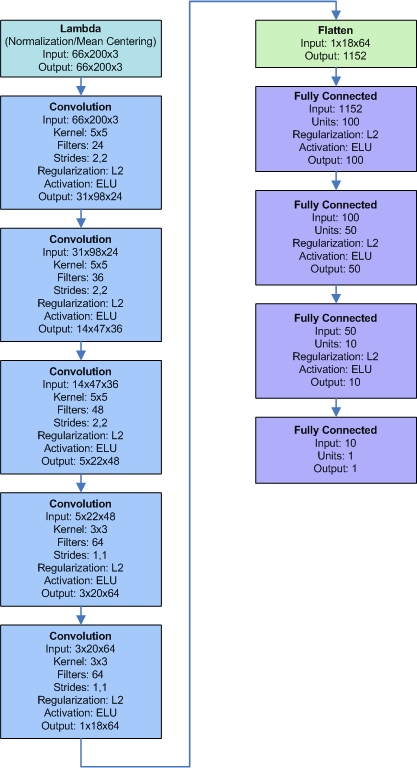 Lambda
(Normalization/Mean Centering)
Input: 66x200x3
Output: 66x200x3
Convolution
Input: 66x200x3
Kernel: 5x5
Filters: 24
Strides: 2,2
Regularization: L2
Activation: ELU
Output: 31x98x24
Convolution
Input: 31x98x24
Kernel: 5x5
Filters: 36
Strides: 2,2
Regularization: L2
Activation: ELU
Output: 14x47x36
Convolution
Input: 14x47x36
Kernel: 5x5
Filters: 48
Strides: 2,2
Regularization: L2
Activation: ELU
Output: 5x22x48
Convolution
Input: 5x22x48
Kernel: 3x3
Filters: 64
Strides: 1,1
Regularization: L2
Activation: ELU
Output: 3x20x64
Convolution
Input: 3x20x64
Kernel: 3x3
Filters: 64
Strides: 1,1
Regularization: L2
Activation: ELU
Output: 1x18x64
Flatten
Input: 1x18x64
Output: 1152
Fully Connected
Input: 1152
Units: 100
Regularization: L2
Activation: ELU
Output: 100
Fully Connected
Input: 100
Units: 50
Regularization: L2
Activation: ELU
Output: 50
Fully Connected
Input: 50
Units: 10
Regularization: L2
Activation: ELU
Output: 10
Fully Connected
Input: 10
Units: 1
Output: 1